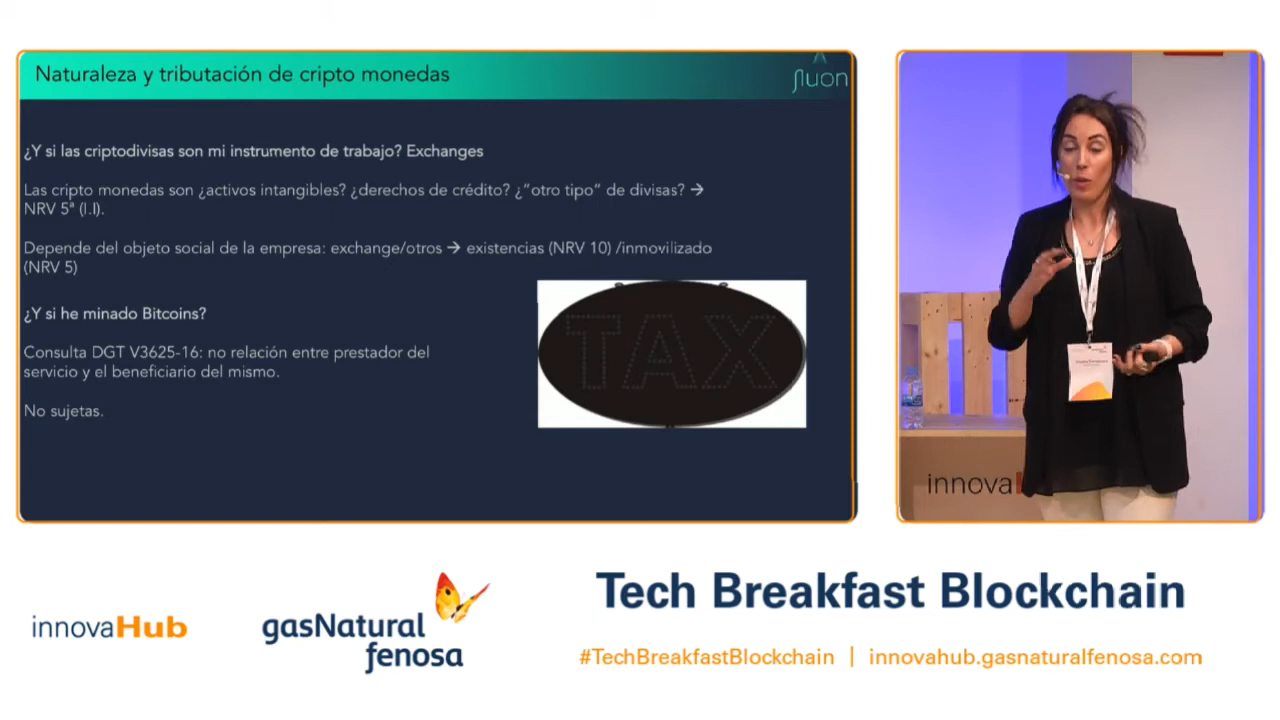 Naturaleza y tributación de cripto monedas
fluon
¿Y si las criptodivisas son mi instrumento de trabajo? Exchanges
Las cripto monedas son ¿activos intangibles? ¿derechos de crédito? ¿“otro tipo” de divisas? →
NRV 5ª (I.I).
Depende del objeto social de la empresa: exchange/otros → existencias (NRV 10) /inmovilizado
(NRV 5)
¿Y si he minado Bitcoins?
Consulta DGT V3625-16: no relación entre prestador del
servicio y el beneficiario del mismo.
No sujetas.
TAX
innova
innovaHub
gasNatural
fenosa
Tech Breakfast Blockchain
#TechBreakfastBlockchain | innovahub.gasnaturalfenosa.com